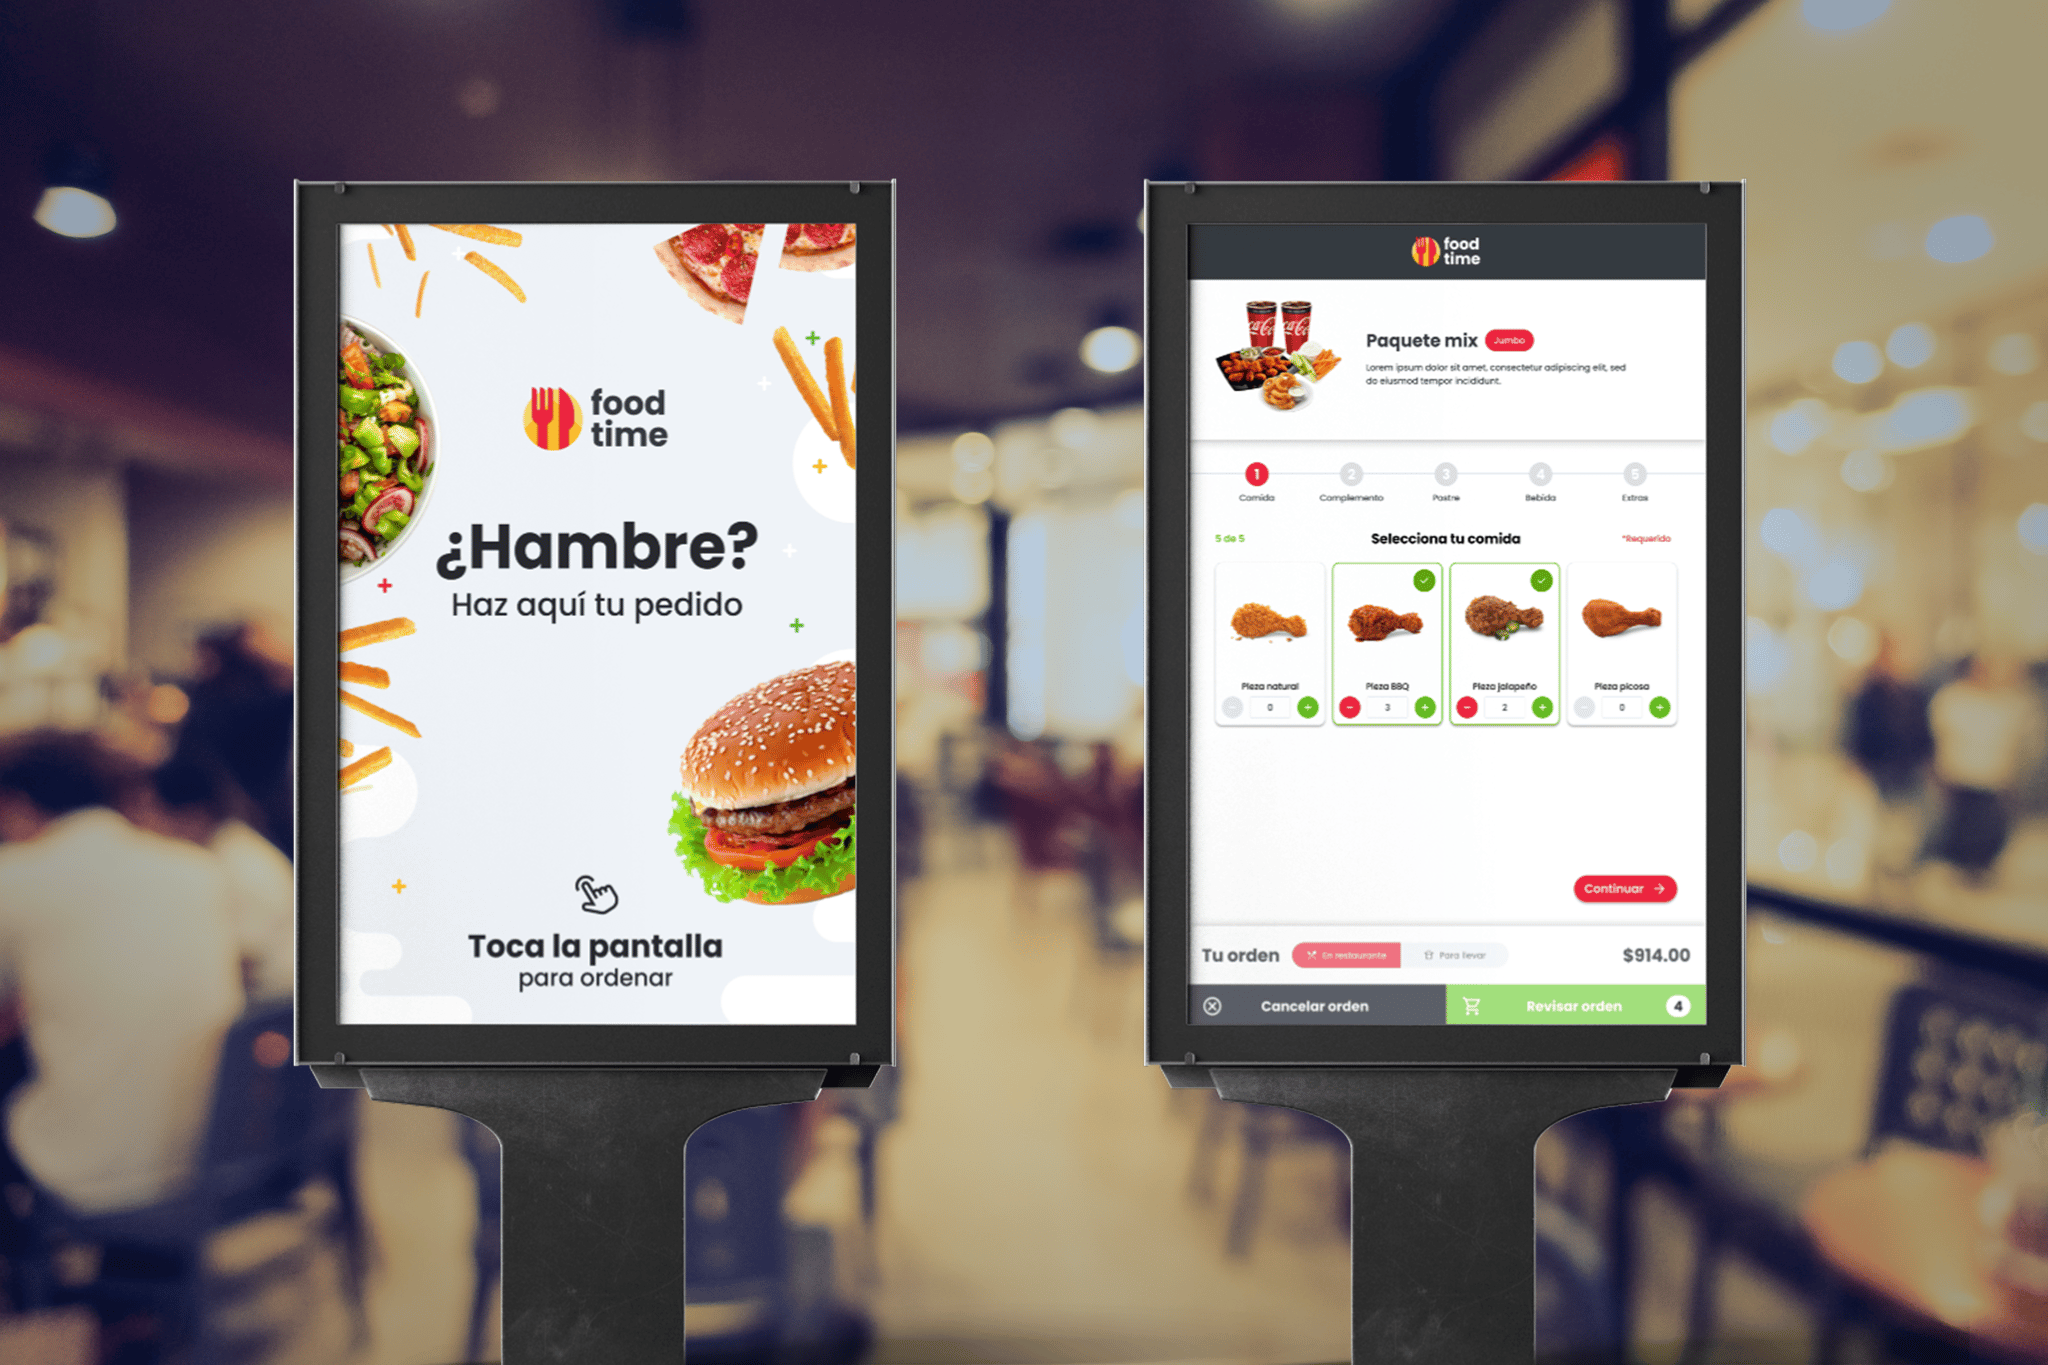 food
time
¿Hambre?
Haz aquí tu pedido
Toca la pantalla
para ordenar
food
time
Coca-Cola
Paquete mix Jumbo
Lorem ipsum dolor sit amet, consectetur adipiscing elit, sed
do eiusmod tempor incididunt.
1 2 3 4 5
Comida Complemento Postre Bebida Extras
5 de 5 Selecciona tu comida *Requerido
Pieza natural Pieza BBQ Pieza jalapeño Pieza picosa
- 0 + - 3 + - 2 + - 0 +
Continuar →
Tu orden En restaurante Para llevar $914.00
Cancelar orden Revisar orden 4